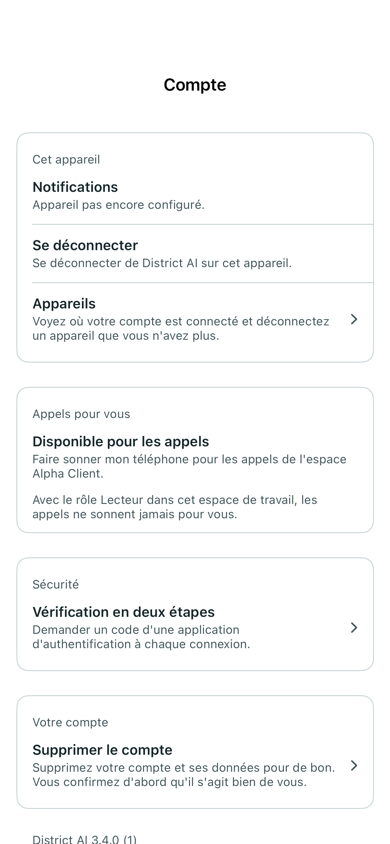 Compte
Cet appareil
Notifications
Appareil pas encore configuré.
Se déconnecter
Se déconnecter de District AI sur cet appareil.
Appareils
Voyez où votre compte est connecté et déconnectez
un appareil que vous n'avez plus.
Appels pour vous
Disponible pour les appels
Faire sonner mon téléphone pour les appels de l'espace
Alpha Client.
Avec le rôle Lecteur dans cet espace de travail, les
appels ne sonnent jamais pour vous.
Sécurité
Vérification en deux étapes
Demander un code d'une application
d'authentification à chaque connexion.
Votre compte
Supprimer le compte
Supprimez votre compte et ses données pour de bon.
Vous confirmez d'abord qu'il s'agit bien de vous.
District AI 3.4.0 (1)